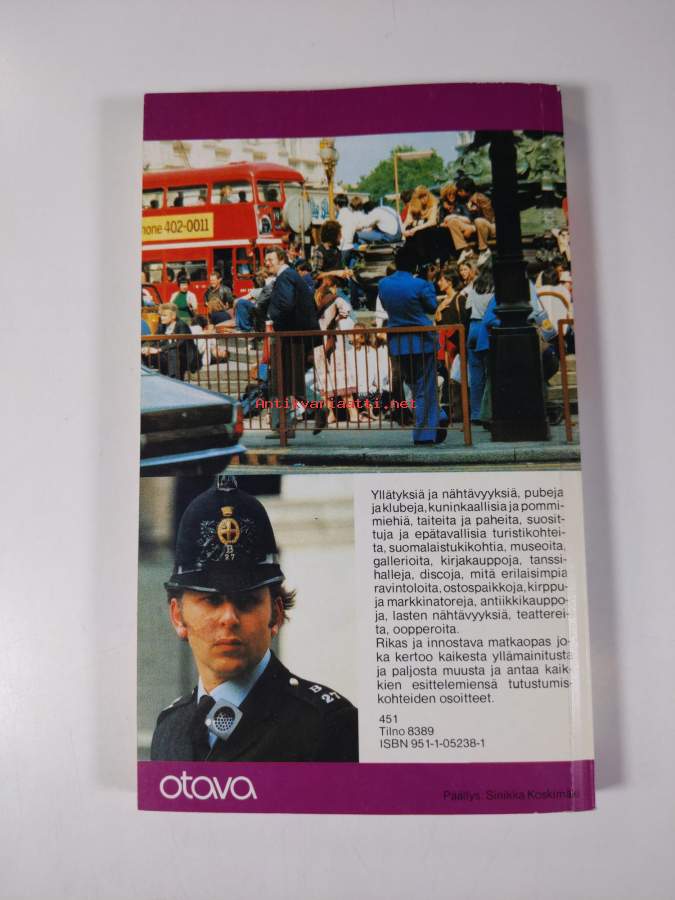 hone 402-0011
Antikvariaatti.net
B
27
B
27
Yllätyksiä ja nähtävyyksiä, pubeja
ja klubeja, kuninkaallisia ja pommi-
miehiä, taiteita ja paheita, suosit-
tuja ja epätavallisia turistikohtei-
ta, suomalaistukikohtia, museoita,
gallerioita, kirjakauppoja, tanssi-
halleja, discoja, mitä erilaisimpia
ravintoloita, ostospaikkoja, kirppu-
ja markkinatoreja, antiikkikauppo-
ja, lasten nähtävyyksiä, teatterei-
ta, oopperoita.
Rikas ja innostava matkaopas jo-
ka kertoo kaikesta yllämainitusta
ja paljosta muusta ja antaa kaik-
kien esittelemiensä tutustumis-
kohteiden osoitteet.
451
Tilno 8389
ISBN 951-1-05238-1
otava
Päällys: Sinikka Koskimäki